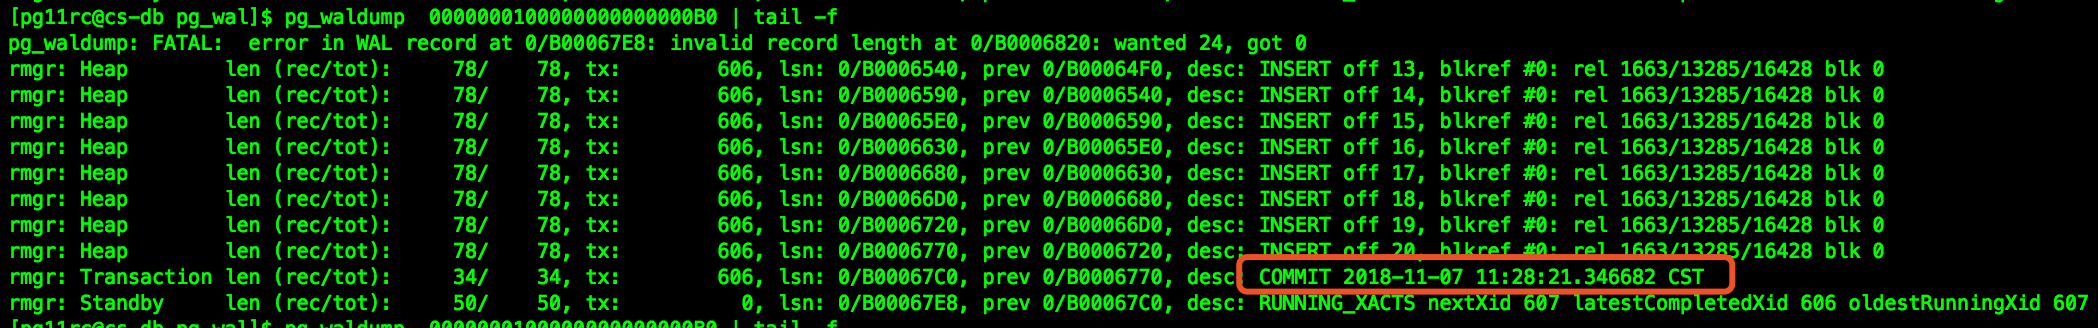 [pg11rc@cs-db pg_wal]$ pg_waldump  0000000100000000000000B0 | tail -f
pg_waldump: FATAL:  error in WAL record at 0/B00067E8: invalid record length at 0/B0006820: wanted 24, got 0
rmgr: Heap        len (rec/tot):     78/    78, tx:        606, lsn: 0/B0006540, prev 0/B00064F0, desc: INSERT off 13, blkref #0: rel 1663/13285/16428 blk 0
rmgr: Heap        len (rec/tot):     78/    78, tx:        606, lsn: 0/B0006590, prev 0/B0006540, desc: INSERT off 14, blkref #0: rel 1663/13285/16428 blk 0
rmgr: Heap        len (rec/tot):     78/    78, tx:        606, lsn: 0/B00065E0, prev 0/B0006590, desc: INSERT off 15, blkref #0: rel 1663/13285/16428 blk 0
rmgr: Heap        len (rec/tot):     78/    78, tx:        606, lsn: 0/B0006630, prev 0/B00065E0, desc: INSERT off 16, blkref #0: rel 1663/13285/16428 blk 0
rmgr: Heap        len (rec/tot):     78/    78, tx:        606, lsn: 0/B0006680, prev 0/B0006630, desc: INSERT off 17, blkref #0: rel 1663/13285/16428 blk 0
rmgr: Heap        len (rec/tot):     78/    78, tx:        606, lsn: 0/B00066D0, prev 0/B0006680, desc: INSERT off 18, blkref #0: rel 1663/13285/16428 blk 0
rmgr: Heap        len (rec/tot):     78/    78, tx:        606, lsn: 0/B0006720, prev 0/B00066D0, desc: INSERT off 19, blkref #0: rel 1663/13285/16428 blk 0
rmgr: Heap        len (rec/tot):     78/    78, tx:        606, lsn: 0/B0006770, prev 0/B0006720, desc: INSERT off 20, blkref #0: rel 1663/13285/16428 blk 0
rmgr: Transaction len (rec/tot):     34/    34, tx:        606, lsn: 0/B00067C0, prev 0/B0006770, desc: COMMIT 2018-11-07 11:28:21.346682 CST
rmgr: Standby     len (rec/tot):     50/    50, tx:          0, lsn: 0/B00067E8, prev 0/B00067C0, desc: RUNNING_XACTS nextXid 607 latestCompletedXid 606 oldestRunningXid 607
[pg11rc@cs-db pg_wal]$ pg_waldump  0000000100000000000000B0 | tail -f